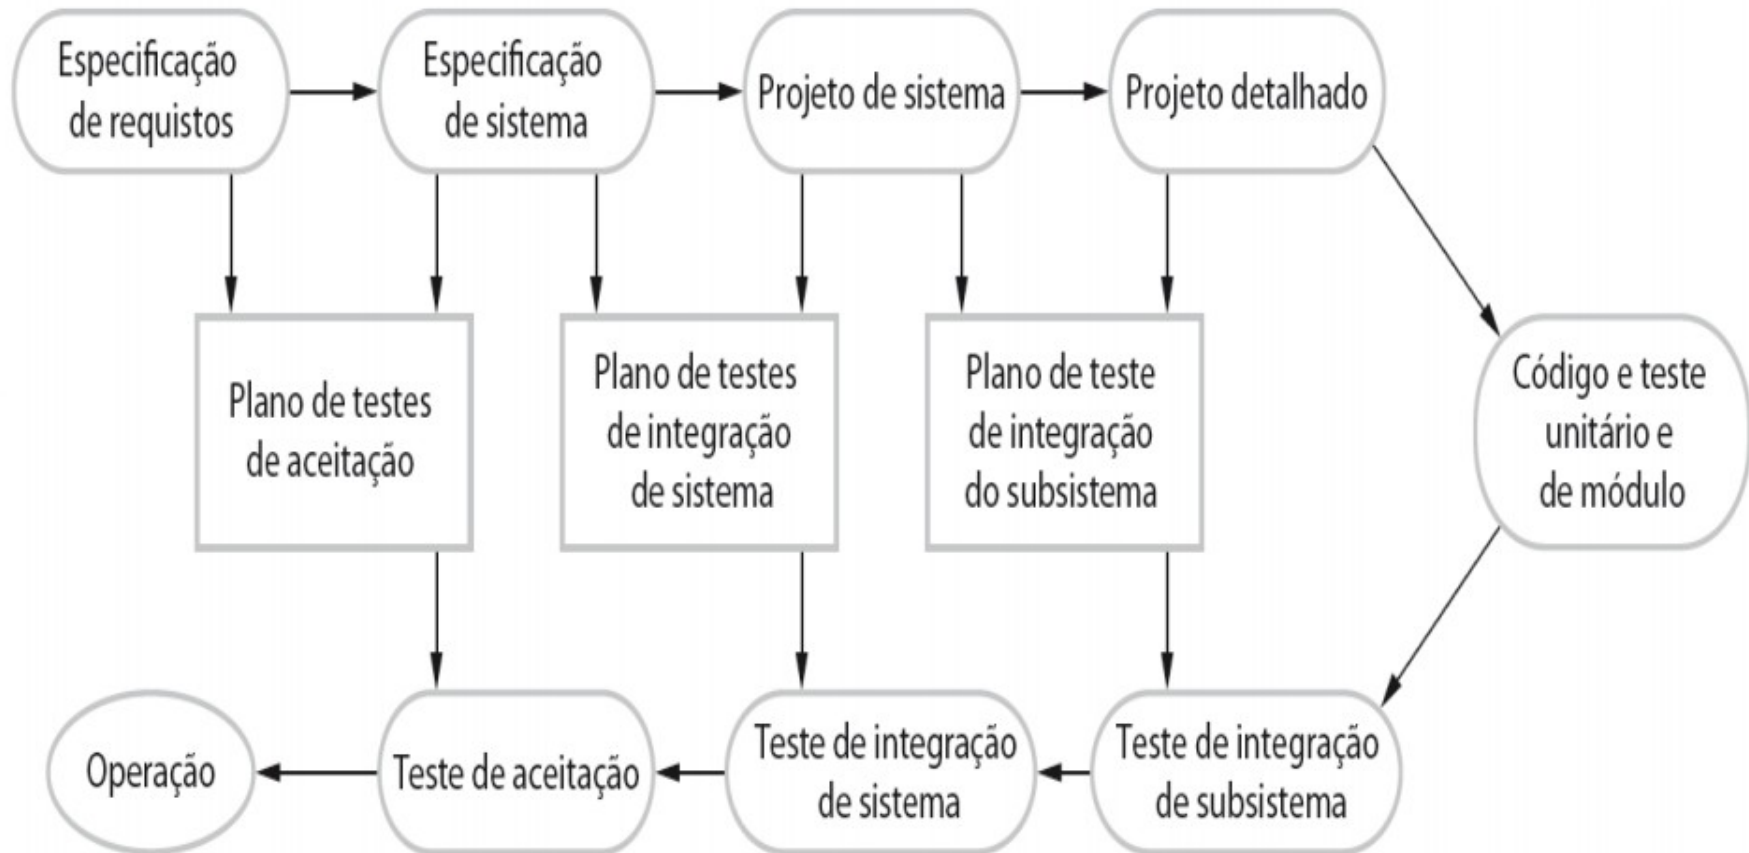 Especificação
de requistos
Especificação
de sistema
Projeto de sistema
Projeto detalhado
Plano de testes
de aceitação
Plano de testes
de integração
de sistema
Plano de teste
de integração
do subsistema
Código e teste
unitário e
de módulo
Operação
Teste de aceitação
Teste de integração
de sistema
Teste de integração
de subsistema